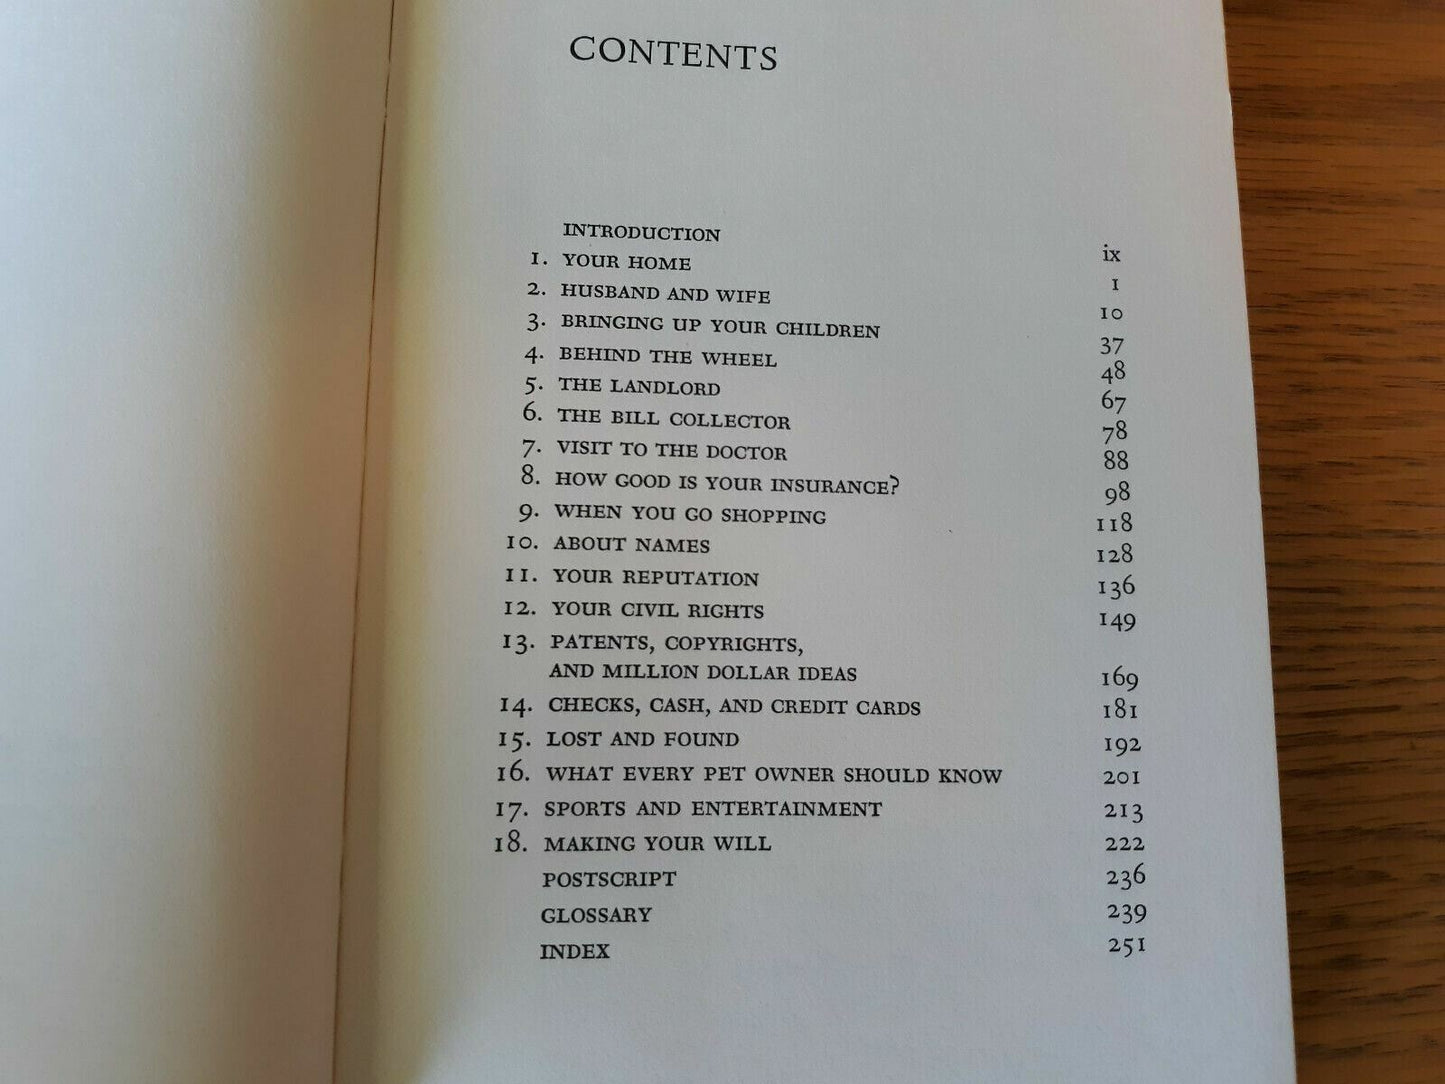 CONTENTS
INTRODUCTION ix
1. YOUR HOME 1
2. HUSBAND AND WIFE 10
3. BRINGING UP YOUR CHILDREN 37
4. BEHIND THE WHEEL 48
5. THE LANDLORD 67
6. THE BILL COLLECTOR 78
7. VISIT TO THE DOCTOR 88
8. HOW GOOD IS YOUR INSURANCE? 98
9. WHEN YOU GO SHOPPING 118
10. ABOUT NAMES 128
11. YOUR REPUTATION 136
12. YOUR CIVIL RIGHTS 149
13. PATENTS, COPYRIGHTS,
AND MILLION DOLLAR IDEAS 169
14. CHECKS, CASH, AND CREDIT CARDS 181
15. LOST AND FOUND 192
16. WHAT EVERY PET OWNER SHOULD KNOW 201
17. SPORTS AND ENTERTAINMENT 213
18. MAKING YOUR WILL 222
POSTSCRIPT 236
GLOSSARY 239
INDEX 251